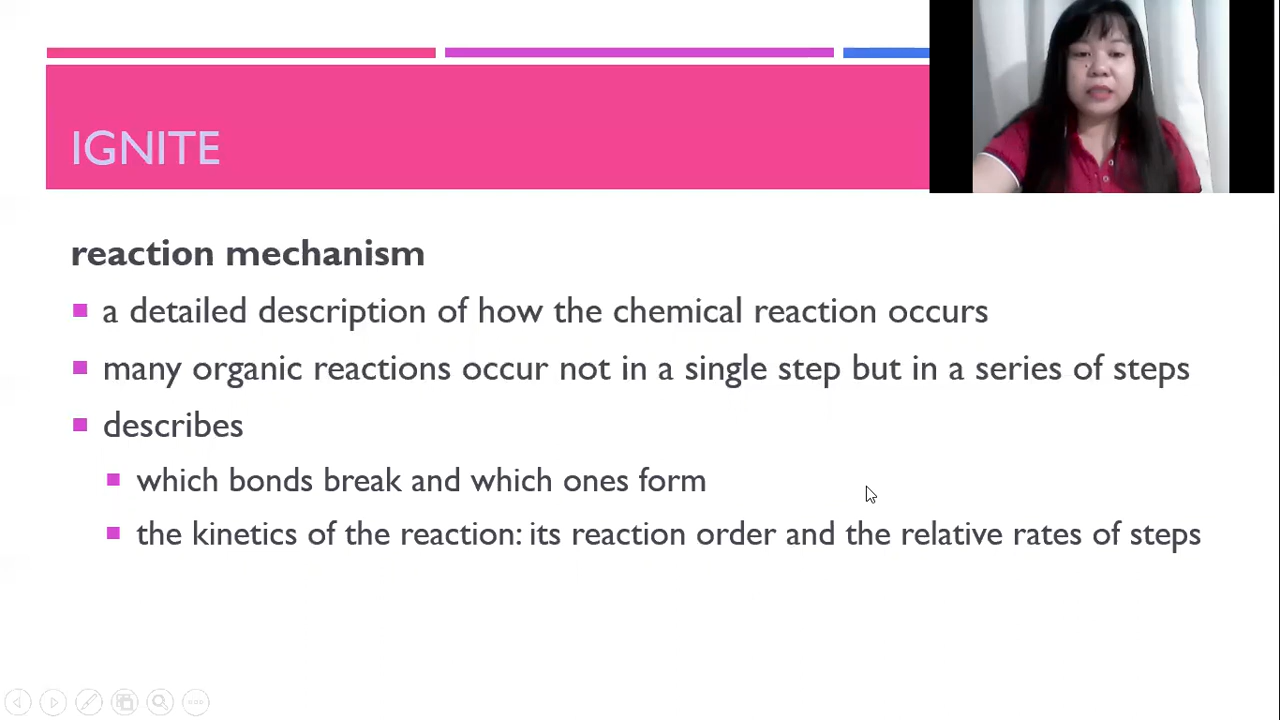 IGNITE
reaction mechanism
a detailed description of how the chemical reaction occurs
many organic reactions occur not in a single step but in a series of steps
describes
which bonds break and which ones form
the kinetics of the reaction: its reaction order and the relative rates of steps